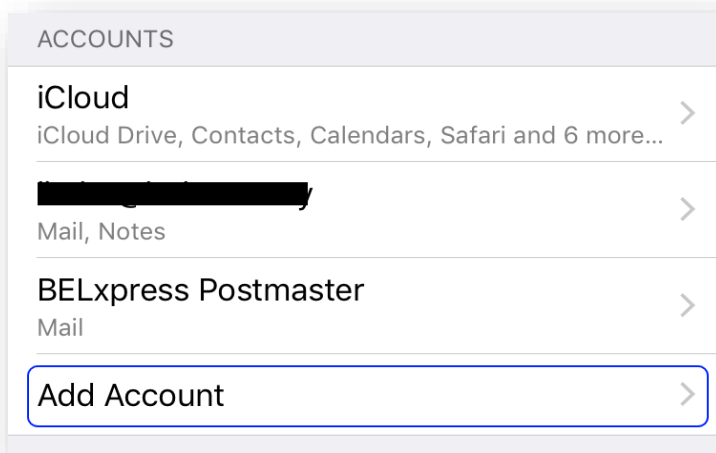 ACCOUNTS
iCloud
iCloud Drive, Contacts, Calendars, Safari and 6 more...
Mail, Notes
BELxpress Postmaster
Mail
Add Account